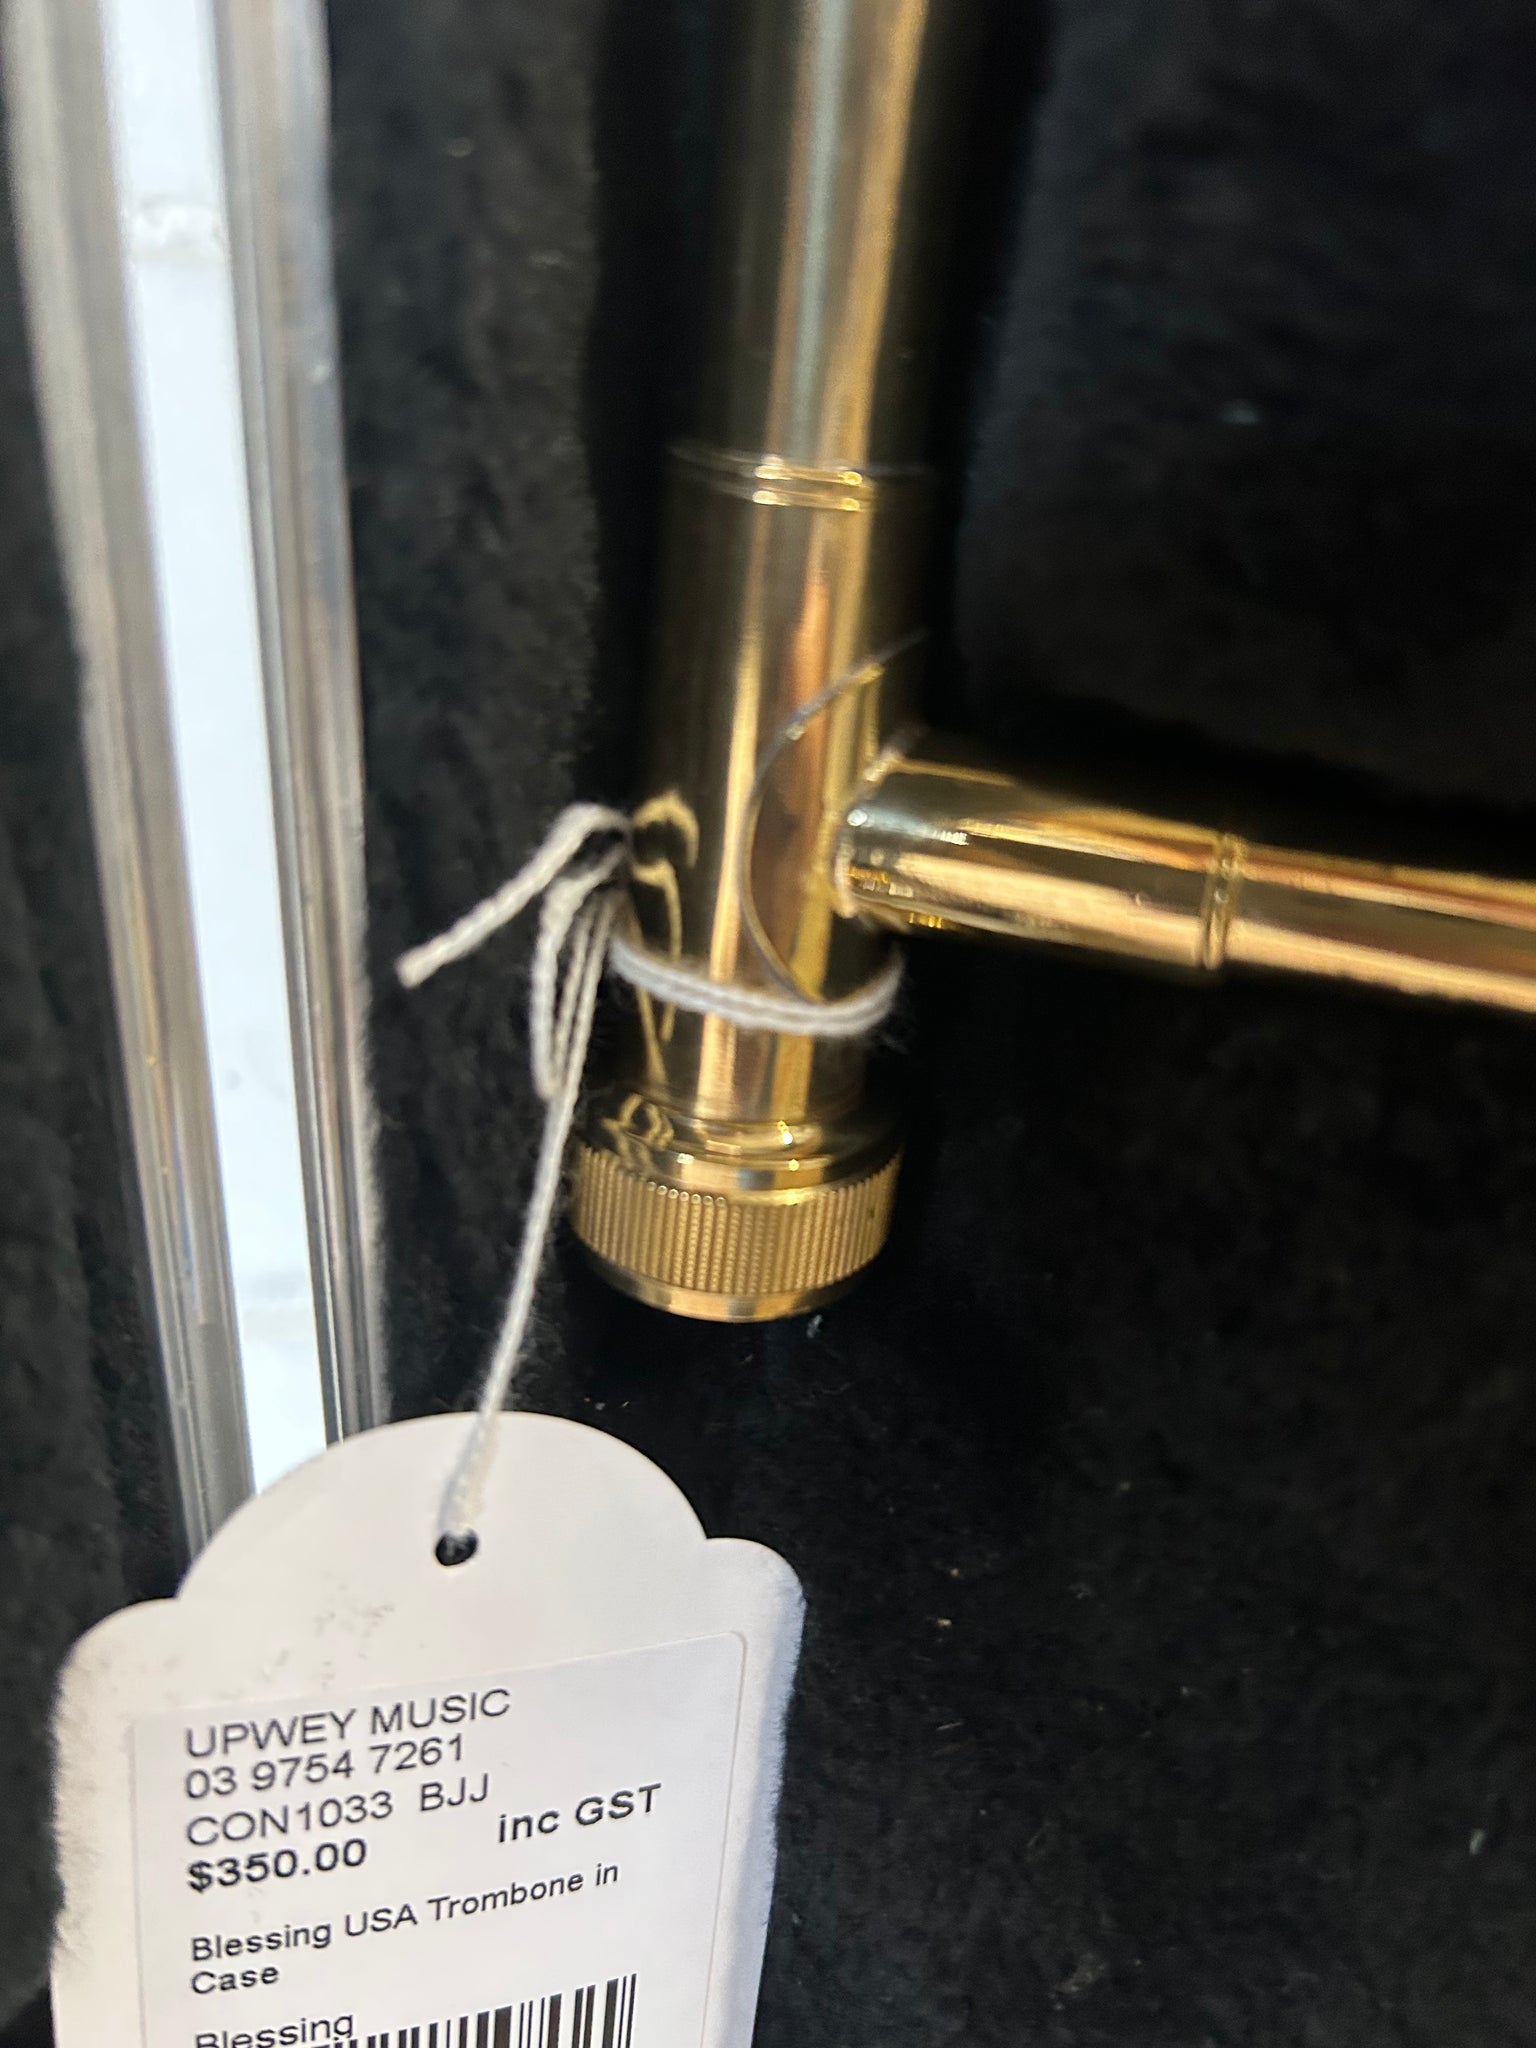 UPWEY MUSIC
03 9754 7261
CON1033 BJJ
$350.00 inc GST
Blessing USA Trombone in
Case
Blessing